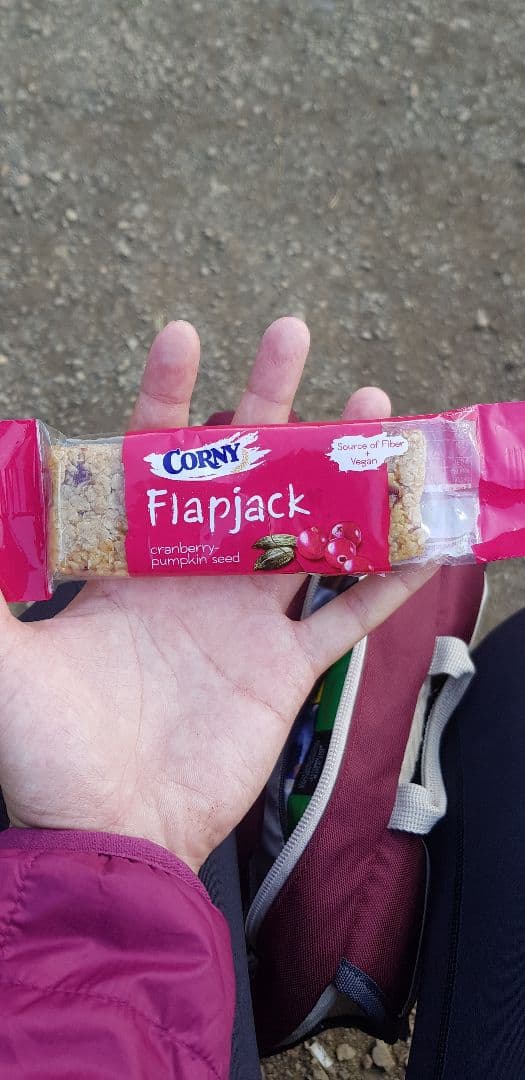 CORNY
Source of Fiber
+
Vegan
Flapjack
cranberry-
pumpkin seed